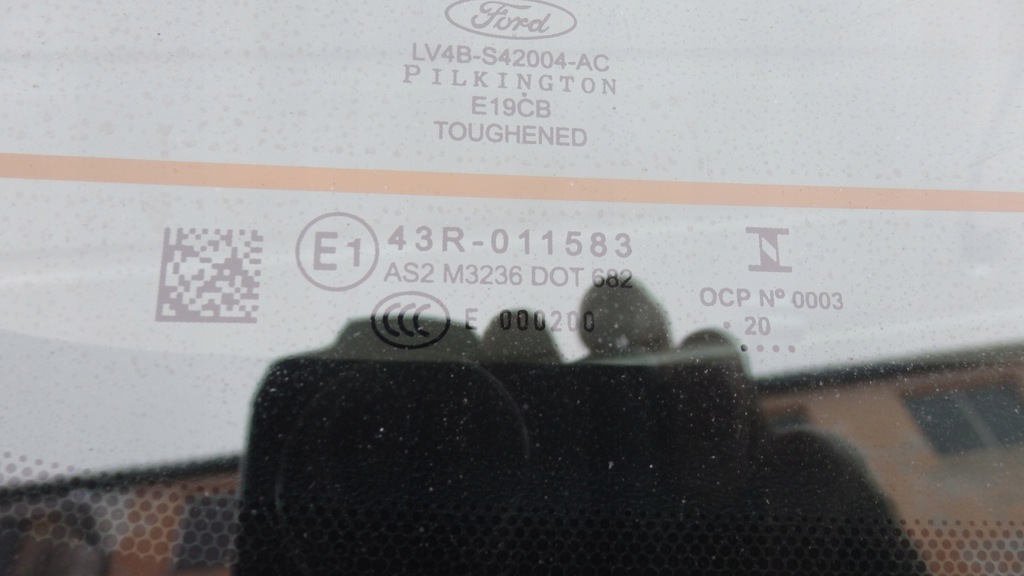 Ford
LV4B-S42004-AC
PILKINGTON
E19CB
TOUGHENED
E1 43R-011583
AS2 M3236 DOT 682
CCC E 000200
OCP Nº 0003
20